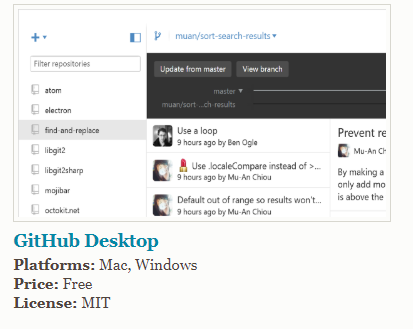 muan/sort-search-results
Filter repositories
Update from master
View branch
atom
master
electron
muan/sort-...ch-results
find-and-replace
Use a loop
9 hours ago by Ben Ogle
Prevent re
libgit2
Mu-An Chiou
libgit2sharp
Use .localeCompare instead of >...
9 hours ago by Mu-An Chiou
By making a
only add mo
is above the
mojibar
Default out of range so results won't...
9 hours ago by Mu-An Chiou
octokit.net
GitHub Desktop
Platforms: Mac, Windows
Price: Free
License: MIT